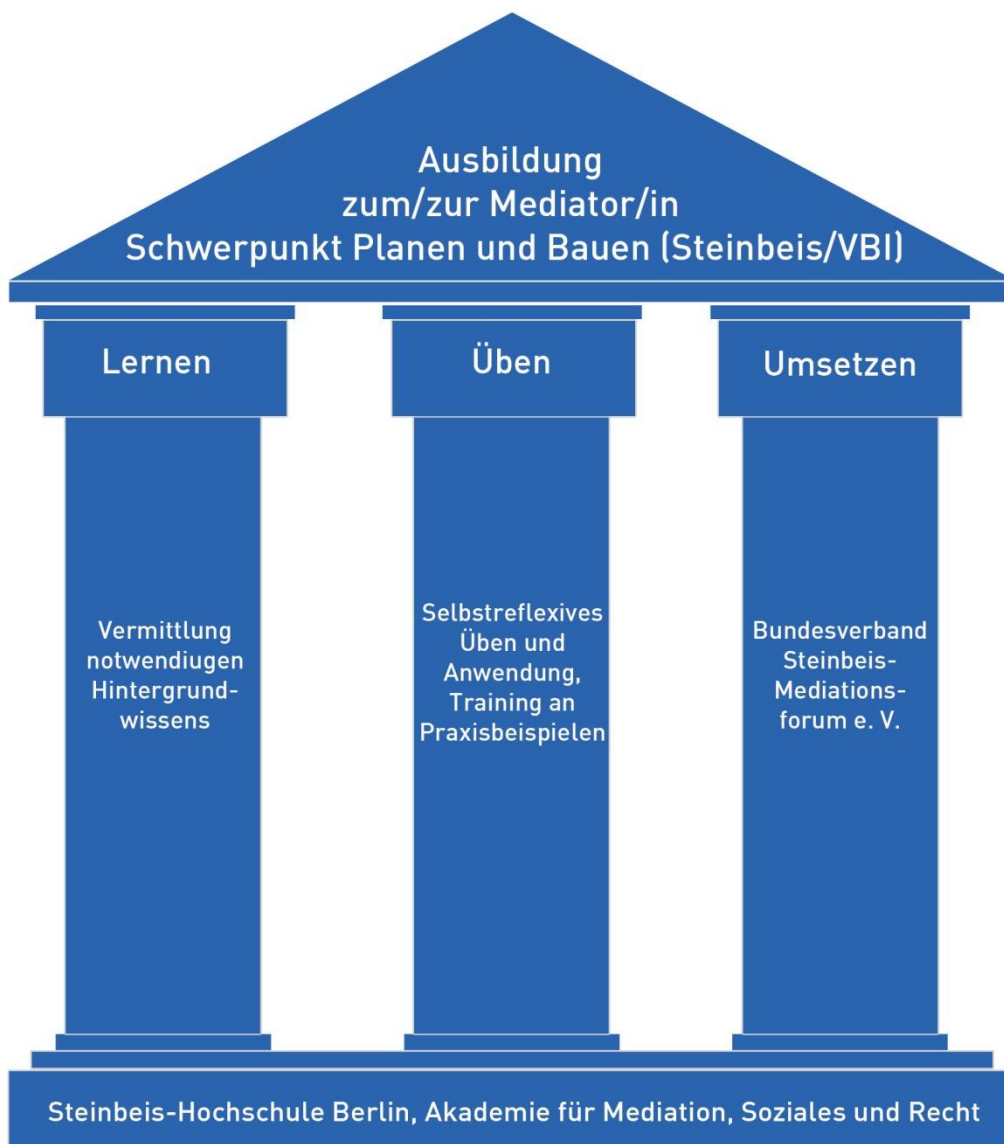 Ausbildung
zum/zur Mediator/in
Schwerpunkt Planen und Bauen (Steinbeis/VBI)
Lernen
Üben
Umsetzen
Vermittlung
notwendiugen
Hintergrund-
wissens
Selbstreflexives
Üben und
Anwendung,
Training an
Praxisbeispielen
Bundesverband
Steinbeis-
Mediations-
forum e. V.
Steinbeis-Hochschule Berlin, Akademie für Mediation, Soziales und Recht